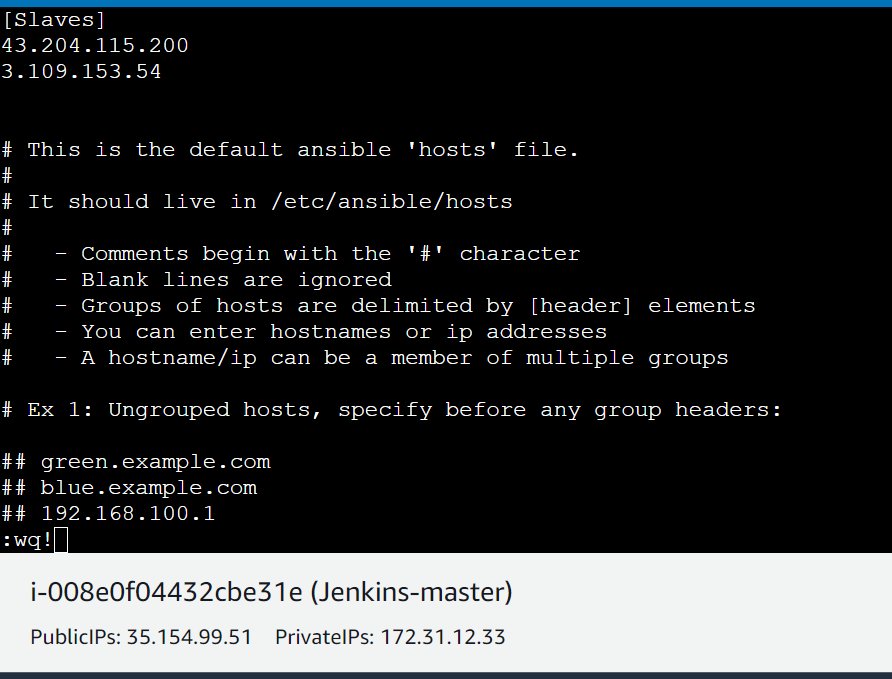 [Slaves]
43.204.115.200
3.109.153.54
# This is the default ansible 'hosts' file.
#
# It should live in /etc/ansible/hosts
#
#   - Comments begin with the '#' character
#   - Blank lines are ignored
#   - Groups of hosts are delimited by [header] elements
#   - You can enter hostnames or ip addresses
#   - A hostname/ip can be a member of multiple groups
# Ex 1: Ungrouped hosts, specify before any group headers:
## green.example.com
## blue.example.com
## 192.168.100.1
:wq!
i-008e0f04432cbe31e (Jenkins-master)
PublicIPs: 35.154.99.51    PrivateIPs: 172.31.12.33